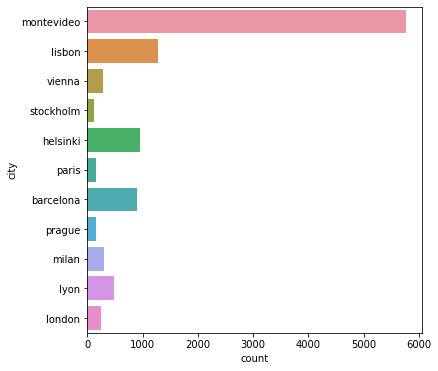 montevideo
lisbon
vienna
stockholm
helsinki
paris
barcelona
prague
milan
lyon
london
city
0 1000 2000 3000 4000 5000 6000
count